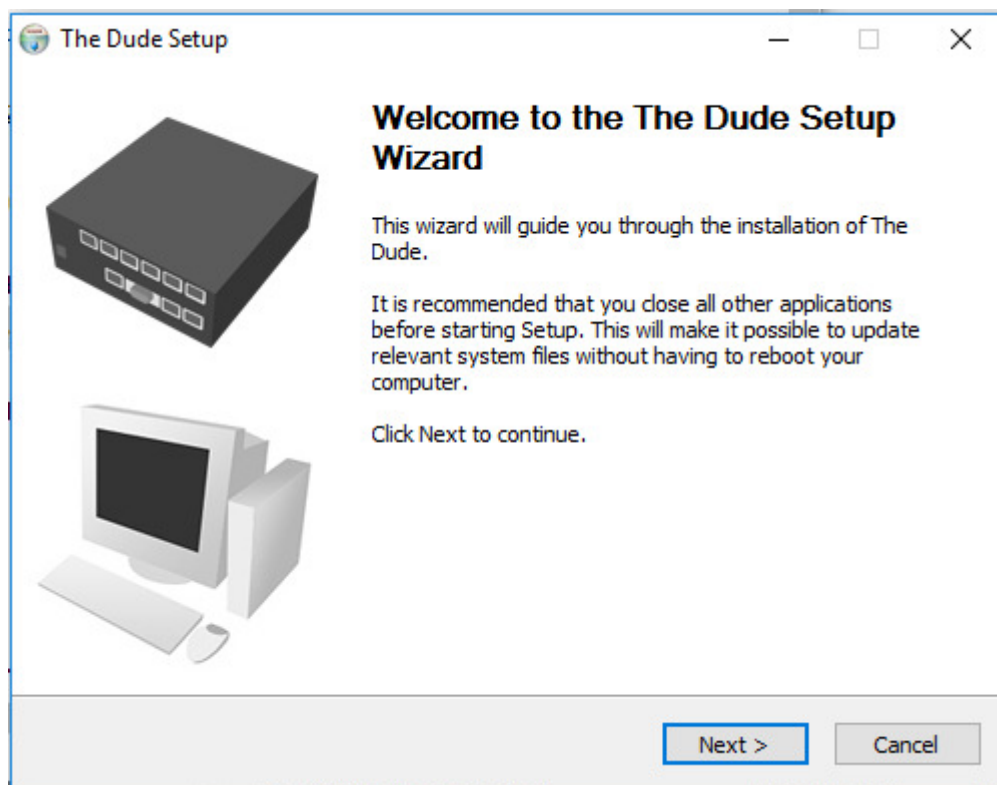 The Dude Setup
Welcome to the The Dude Setup
Wizard
This wizard will guide you through the installation of The
Dude.
It is recommended that you close all other applications
before starting Setup. This will make it possible to update
relevant system files without having to reboot your
computer.
Click Next to continue.
Next >
Cancel